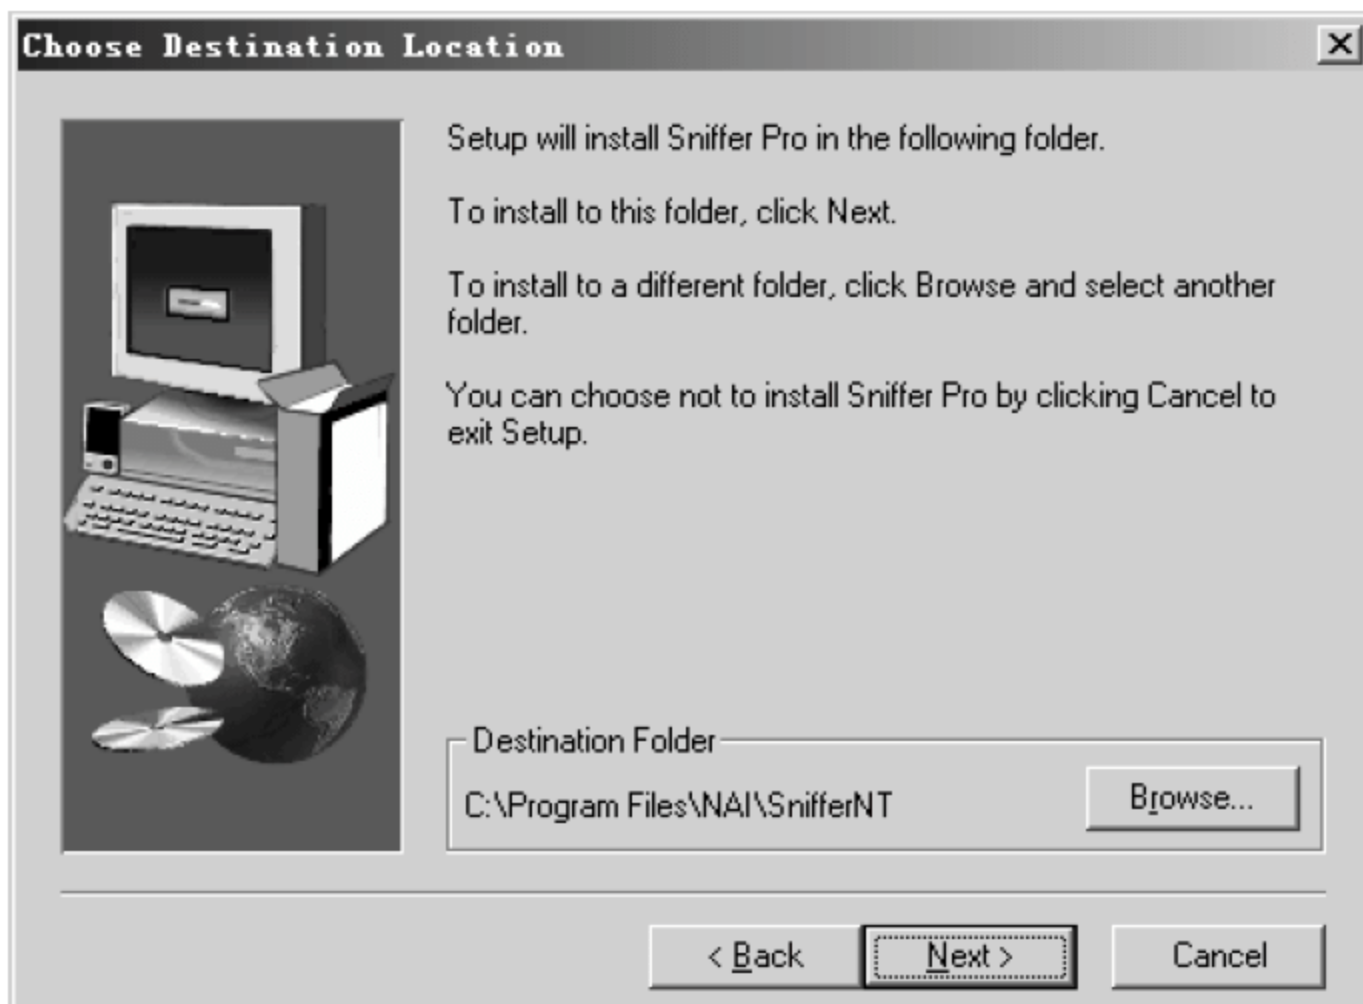 Choose Destination Location
Setup will install Sniffer Pro in the following folder.
To install to this folder, click Next.
To install to a different folder, click Browse and select another
folder.
You can choose not to install Sniffer Pro by clicking Cancel to
exit Setup.
Destination Folder
C:\Program Files\NAI\SnifferNT
Browse...
< Back
Next >
Cancel